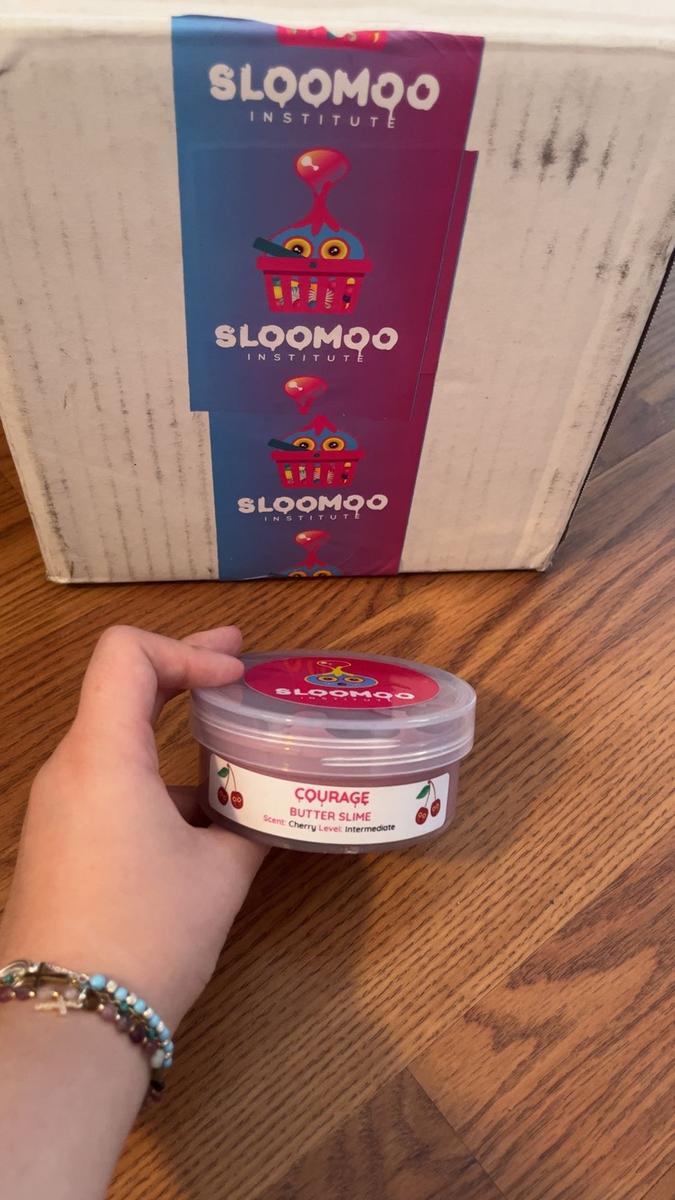 SLOOMOO
INSTITUTE
SLOOMOO
INSTITUTE
SLOOMOO
INSTITUTE
SLOOMOO
INSTITUTE
COURAGE
BUTTER SLIME
Scent: Cherry Level: Intermediate